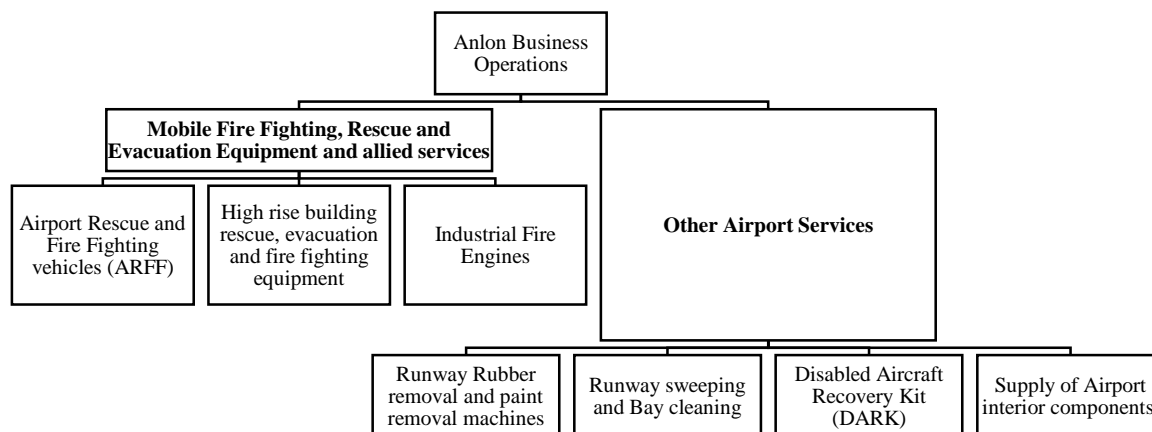 Anlon Business
Operations
Mobile Fire Fighting, Rescue and
Evacuation Equipment and allied services
Other Airport Services
Airport Rescue and
Fire Fighting
vehicles (ARFF)
High rise building
rescue, evacuation
and fire fighting
equipment
Industrial Fire
Engines
Runway Rubber
removal and paint
removal machines
Runway sweeping
and Bay cleaning
Disabled Aircraft
Recovery Kit
(DARK)
Supply of Airport
interior components